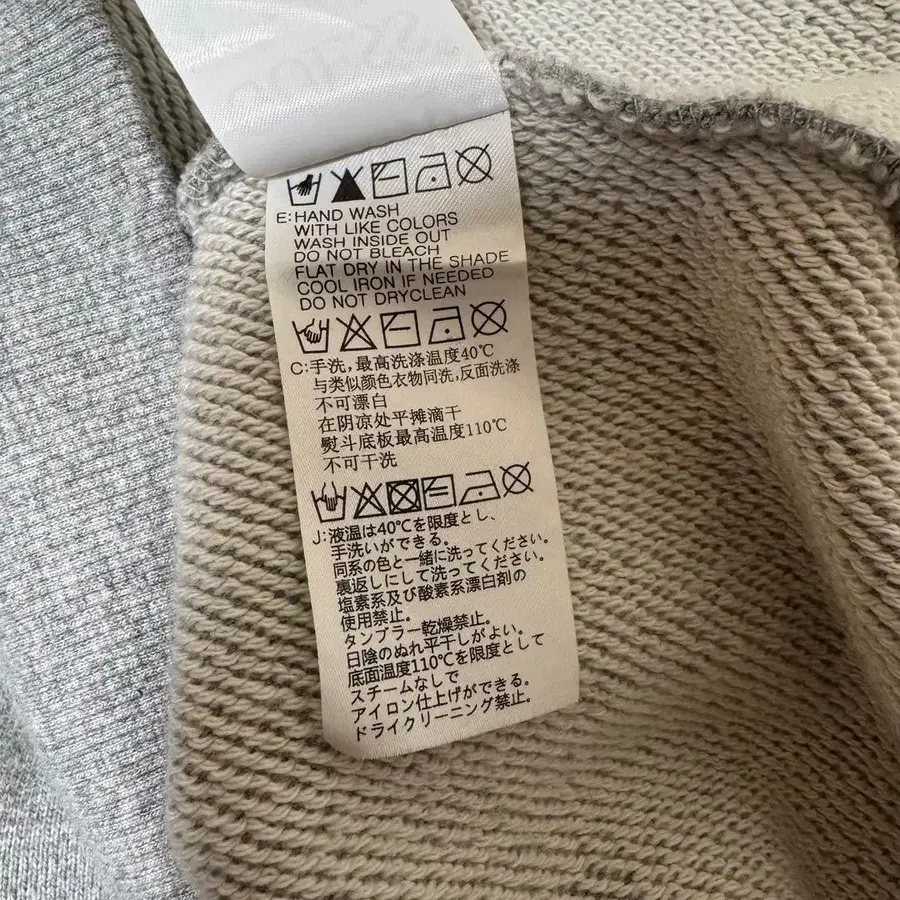 E: HAND WASH
WITH LIKE COLORS
WASH INSIDE OUT
DO NOT BLEACH
FLAT DRY IN THE SHADE
COOL IRON IF NEEDED
DO NOT DRYCLEAN
C: 手洗,最高洗涤温度40℃
与类似颜色衣物同洗,反面洗涤
不可漂白
在阴凉处平摊滴干
熨斗底板最高温度110℃
不可干洗
J: 液温は40℃を限度とし、
手洗いができる。
同系の色と一緒に洗ってください。
裏返しにして洗ってください。
塩素系及び酸素系漂白剤の
使用禁止。
タンブラー乾燥禁止。
日陰のぬれ平干しがよい。
底面温度110℃を限度として
スチームなしで
アイロン仕上げができる。
ドライクリーニング禁止。